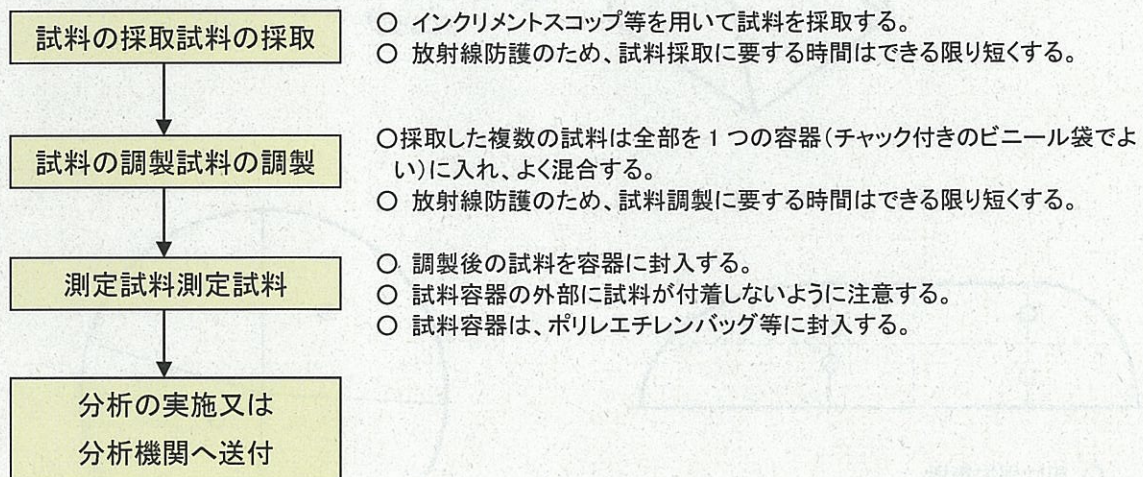 試料の採取試料の採取
○ インクリメントスコップ等を用いて試料を採取する。
○ 放射線防護のため、試料採取に要する時間はできる限り短くする。
試料の調製試料の調製
○採取した複数の試料は全部を 1 つの容器(チャック付きのビニール袋でよ
い)に入れ、よく混合する。
○ 放射線防護のため、試料調製に要する時間はできる限り短くする。
測定試料測定試料
○ 調製後の試料を容器に封入する。
○ 試料容器の外部に試料が付着しないように注意する。
○ 試料容器は、ポリレエチレンバッグ等に封入する。
分析の実施又は
分析機関へ送付